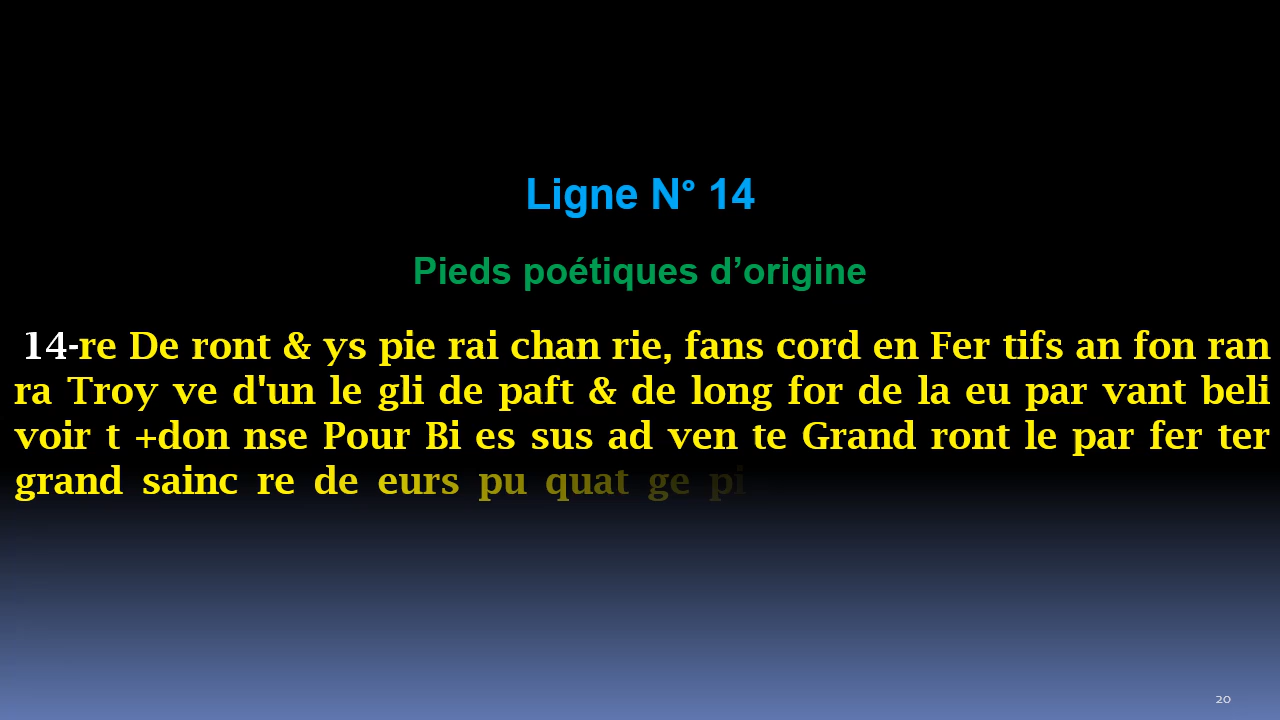 Ligne N° 14
Pieds poétiques d’origine
14-re De ront & ys pie rai chan rie, fans cord en Fer tifs an fon ran
ra Troy ve d'un le gli de paft & de long for de la eu par vant beli
voir t +don nse Pour Bi es sus ad ven te Grand ront le par fer ter
grand sainc re de eurs pu quat ge pi
20